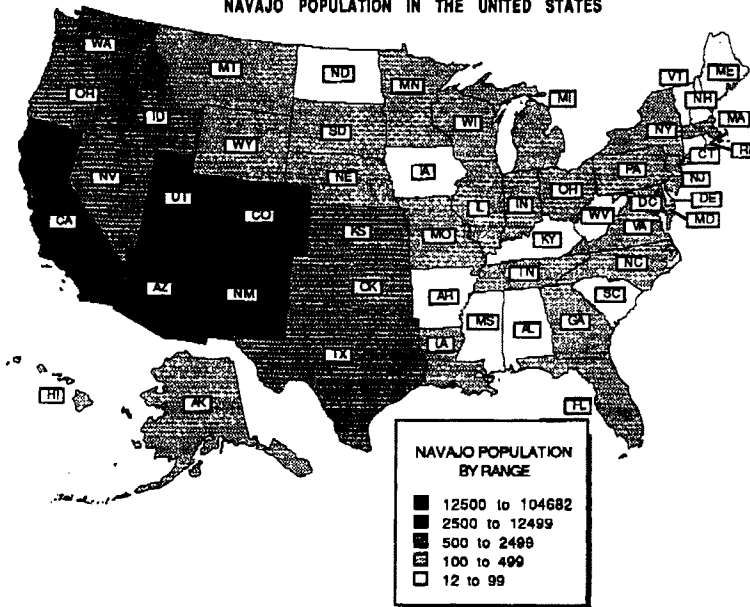 NAVAJO POPULATION IN THE UNITED STATES
WA
MT
ND
MN
VT
ME
OH
MI
NH
ID
MA
SD
WI
NY
WY
CT
NV
NE
IA
PA
NJ
UT
IL
IN
OH
DE
CA
CO
DC
MD
KS
MO
WV
VA
KY
NC
AZ
NM
OK
TN
AH
SC
MS
AL
GA
TX
LA
HI
AK
FL
NAVAJO POPULATION
BY RANGE
12500 to 104682
2500 to 12499
500 to 2499
100 to 499
12 to 99